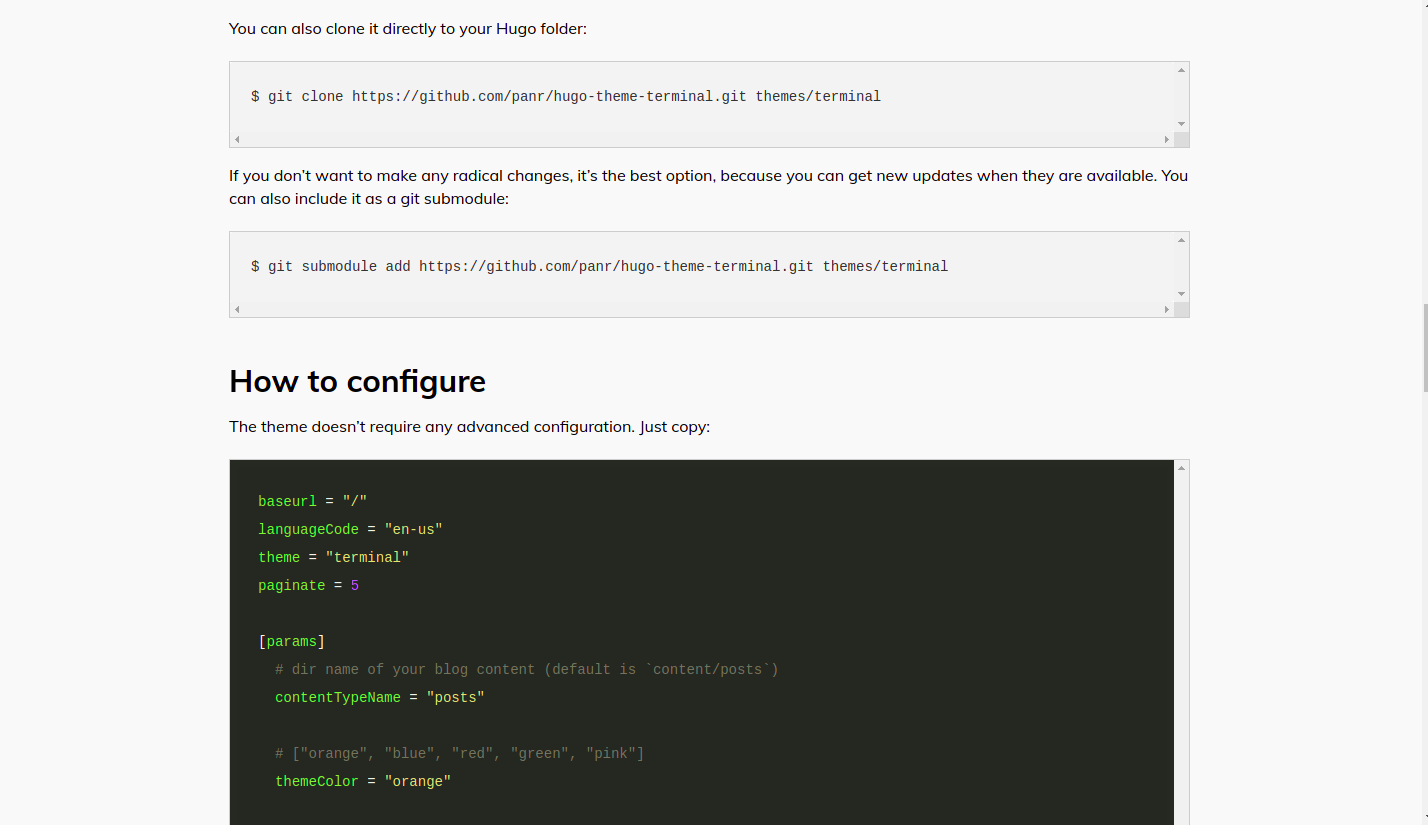 You can also clone it directly to your Hugo folder:
$ git clone https://github.com/panr/hugo-theme-terminal.git themes/terminal
If you don’t want to make any radical changes, it’s the best option, because you can get new updates when they are available. You
can also include it as a git submodule:
$ git submodule add https://github.com/panr/hugo-theme-terminal.git themes/terminal
How to configure
The theme doesn’t require any advanced configuration. Just copy:
baseurl = "/"
languageCode = "en-us"
theme = "terminal"
paginate = 5
[params]
# dir name of your blog content (default is `content/posts`)
contentTypeName = "posts"
# ["orange", "blue", "red", "green", "pink"]
themeColor = "orange"